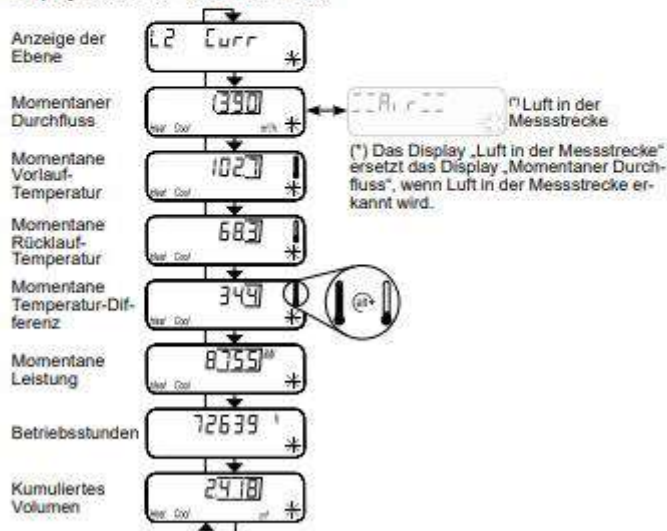 Anzeige der
Ebene
L2 Curr
Momentaner
Durchfluss
1390
Heat Cool m³/h
Air
(*) Luft in der
Messstrecke
(*) Das Display „Luft in der Messstrecke“
ersetzt das Display „Momentaner Durch-
fluss“, wenn Luft in der Messstrecke er-
kannt wird.
Momentane
Vorlauf-
Temperatur
1027
Heat Cool
Momentane
Rücklauf-
Temperatur
683
Heat Cool
Momentane
Temperatur-Dif-
ferenz
344
Heat Cool
Momentane
Leistung
8755
Heat Cool
Betriebsstunden
72639 h
Kumuliertes
Volumen
2418
Heat Cool m³